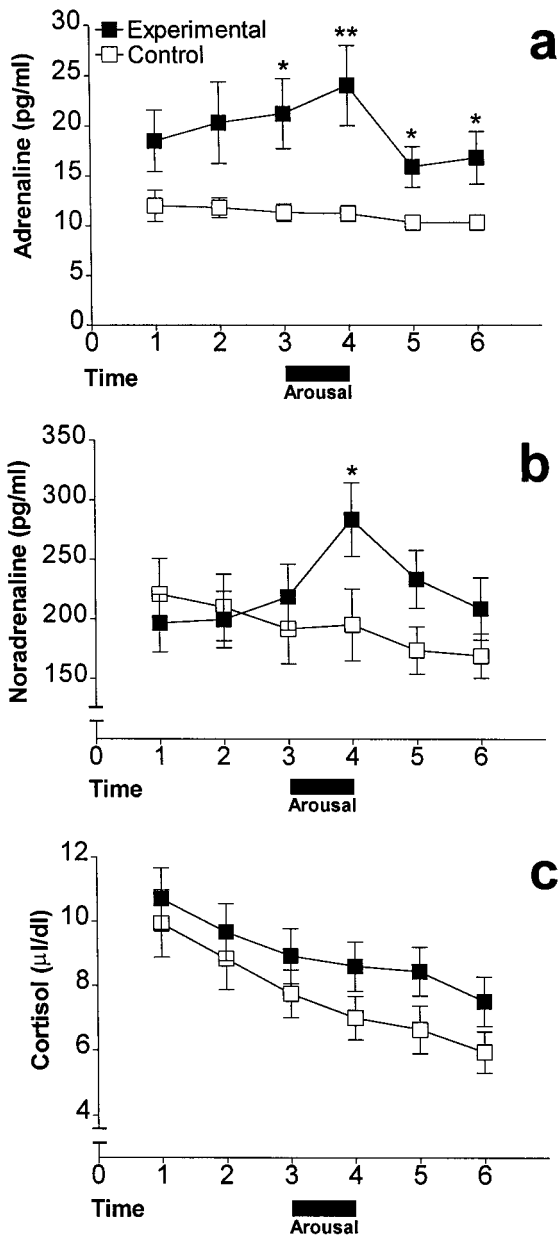 Experimental
Control
a
Adrenaline (pg/ml)
30
25
20
15
10
5
0
* ** * *
0 1 2 3 4 5 6
Time
Arousal
b
Noradrenaline (pg/ml)
350
300
250
200
150
*
0 1 2 3 4 5 6
Time
Arousal
c
Cortisol (µl/dl)
12
10
8
6
4
0 1 2 3 4 5 6
Time
Arousal